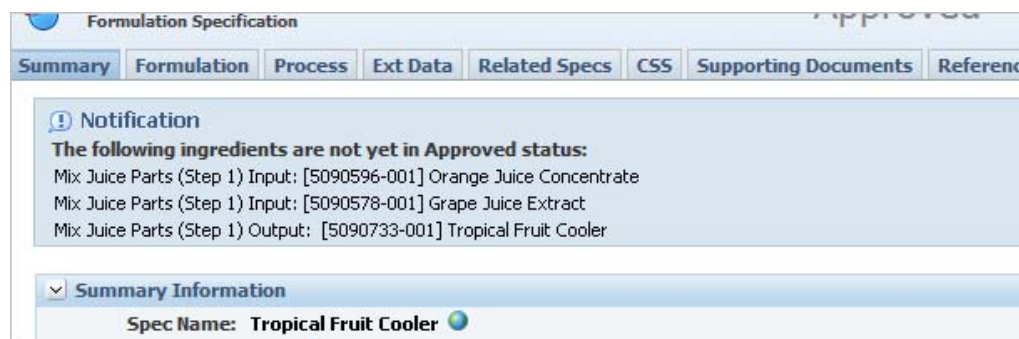 Formulation Specification
Approved
Summary Formulation Process Ext Data Related Specs CSS Supporting Documents
Notification
The following ingredients are not yet in Approved status:
Mix Juice Parts (Step 1) Input: [5090596-001] Orange Juice Concentrate
Mix Juice Parts (Step 1) Input: [5090578-001] Grape Juice Extract
Mix Juice Parts (Step 1) Output: [5090733-001] Tropical Fruit Cooler
Summary Information
Spec Name: Tropical Fruit Cooler